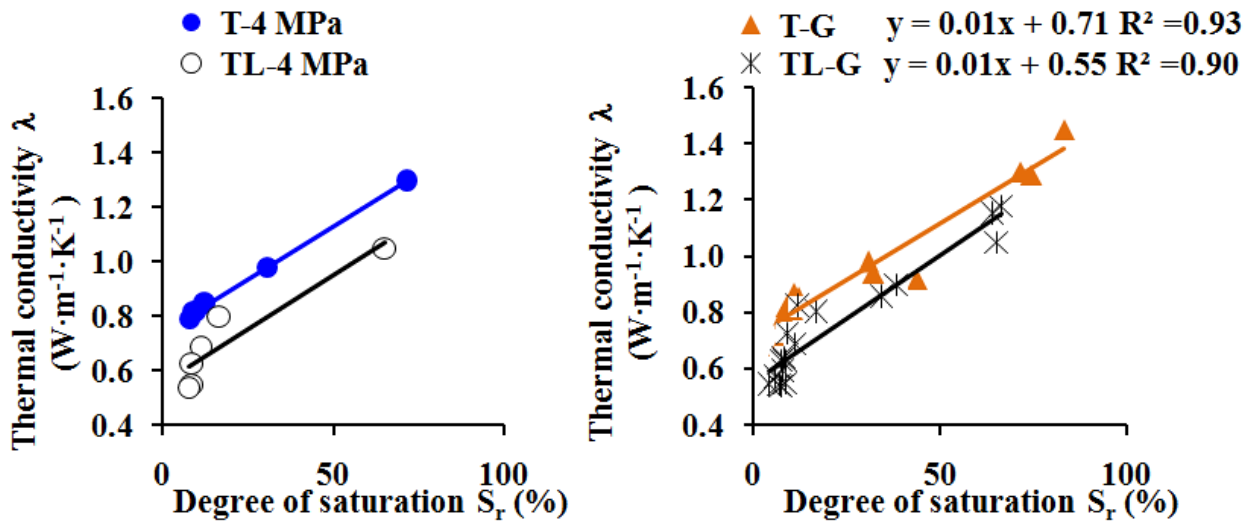 T-4 MPa
TL-4 MPa
Thermal conductivity λ
(W·m⁻¹·K⁻¹)
1.6
1.4
1.2
1.0
0.8
0.6
0.4
0
50
100
Degree of saturation Sᵣ (%)
T-G y = 0.01x + 0.71 R² =0.93
TL-G y = 0.01x + 0.55 R² =0.90
Thermal conductivity λ
(W·m⁻¹·K⁻¹)
1.6
1.4
1.2
1.0
0.8
0.6
0.4
0
50
100
Degree of saturation Sᵣ (%)